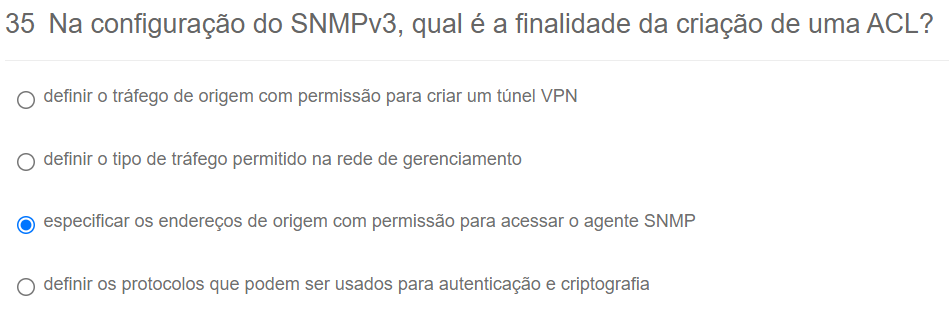 35 Na configuração do SNMPv3, qual é a finalidade da criação de uma ACL?
definir o tráfego de origem com permissão para criar um túnel VPN
definir o tipo de tráfego permitido na rede de gerenciamento
especificar os endereços de origem com permissão para acessar o agente SNMP
definir os protocolos que podem ser usados para autenticação e criptografia